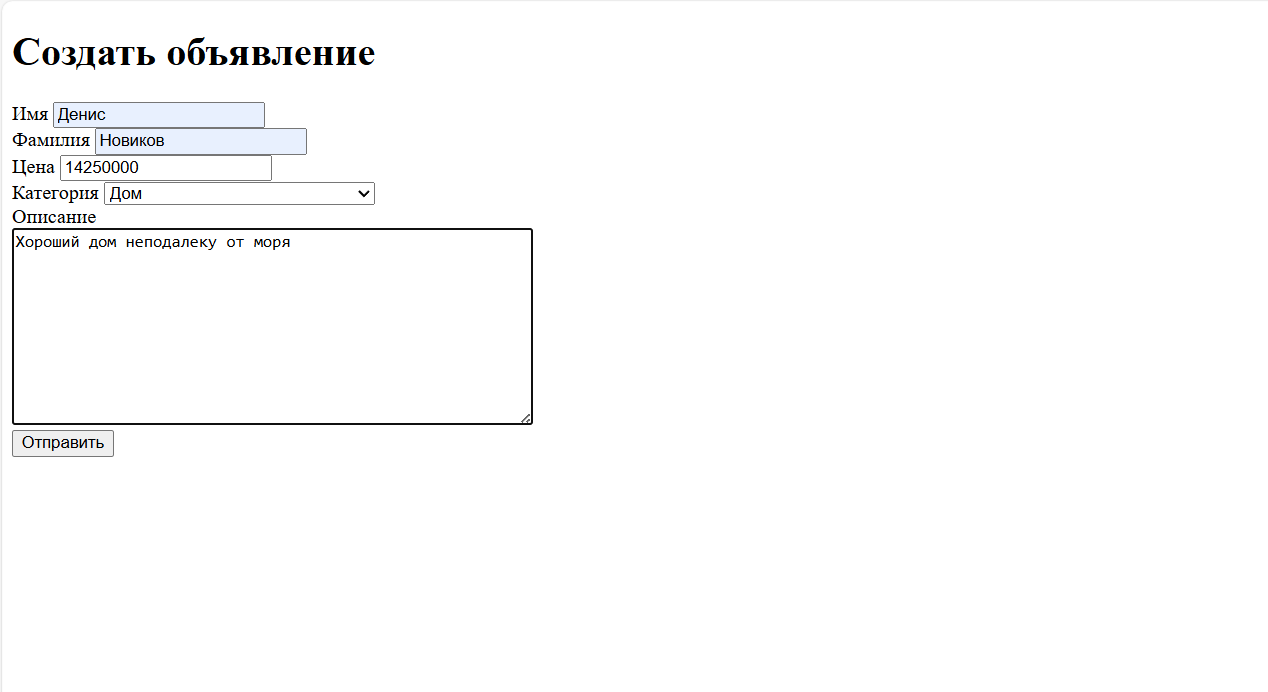 Создать объявление
Имя Денис
Фамилия Новиков
Цена 14250000
Категория Дом
Описание
Хороший дом неподалеку от моря
Отправить